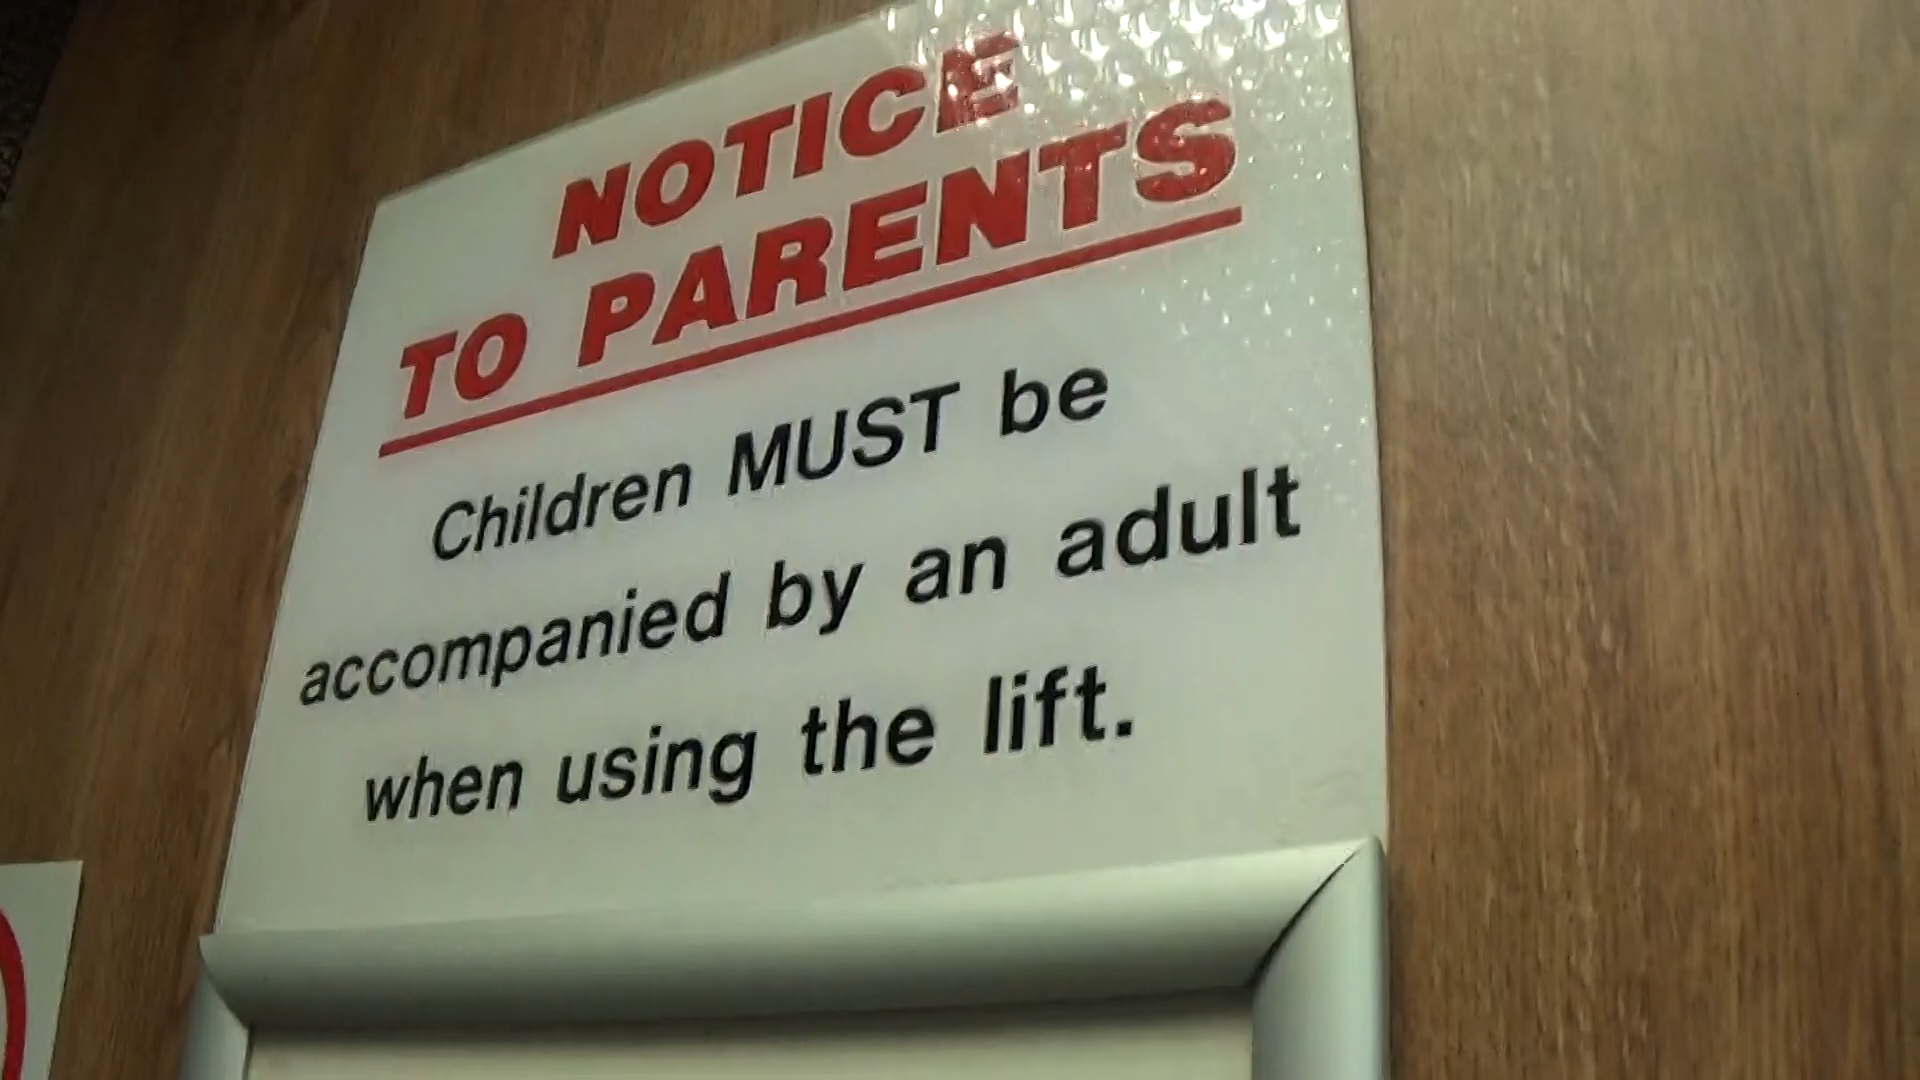 NOTICE
TO PARENTS
Children MUST be
accompanied by an adult
when using the lift.